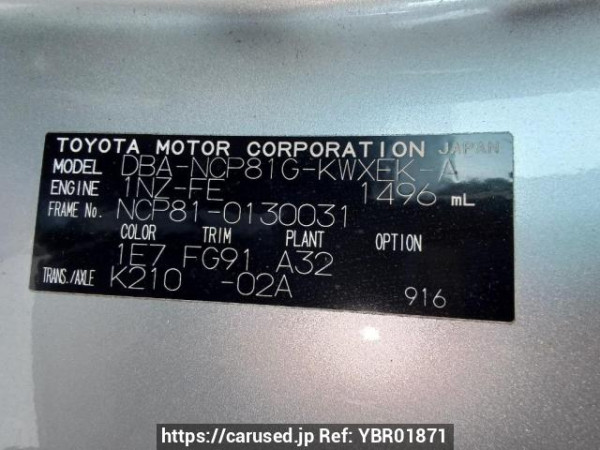 TOYOTA MOTOR CORPORATION JAPAN
MODEL DBA-NCP81G-KWXEK-A
ENGINE 1NZ-FE 1496 mL
FRAME No. NCP81-0130031
COLOR TRIM PLANT OPTION
1E7 FG91 A32
TRANS./AXLE K210 -02A
916
https://carused.jp Ref: YBR01871